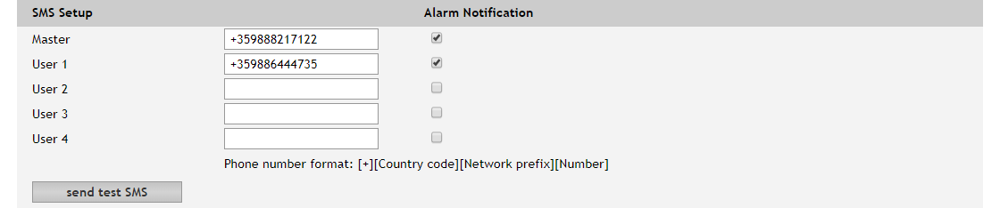 SMS Setup Alarm Notification
Master +359888217122
User 1 +359886444735
User 2
User 3
User 4
Phone number format: [+][Country code][Network prefix][Number]
send test SMS